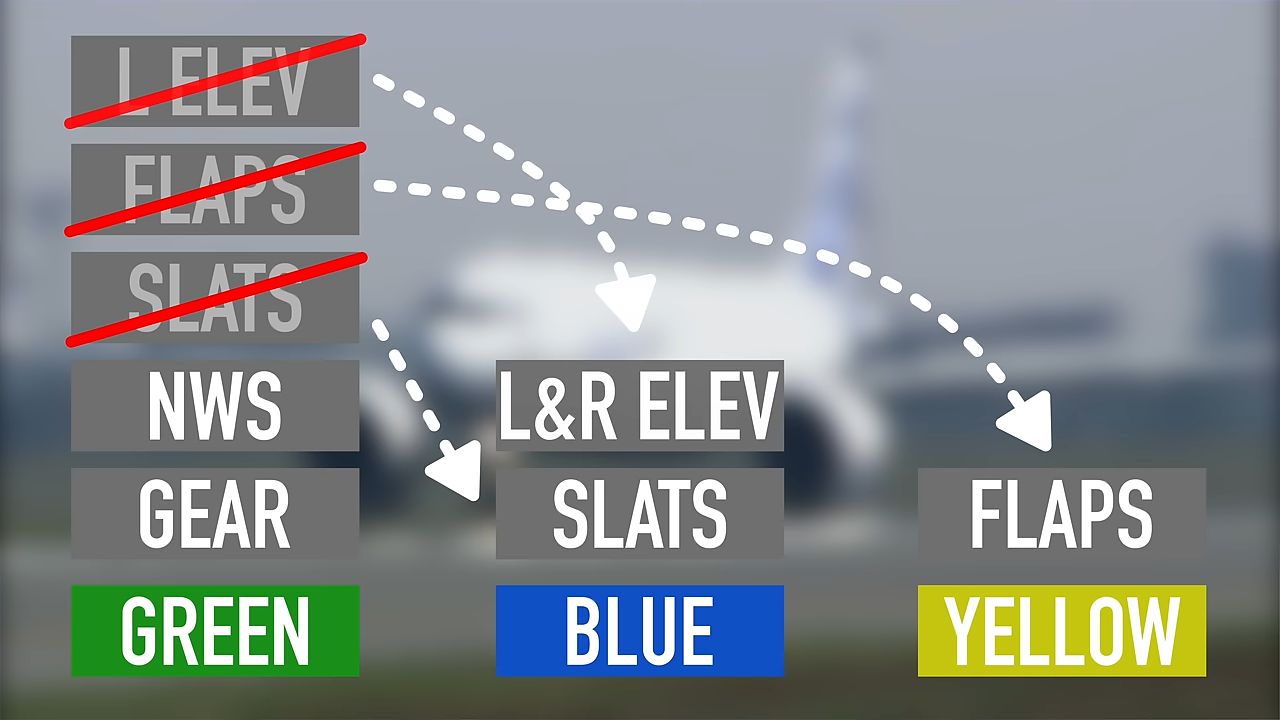 L ELEV
FLAPS
SLATS
NWS
GEAR
GREEN
L&R ELEV
SLATS
BLUE
FLAPS
YELLOW